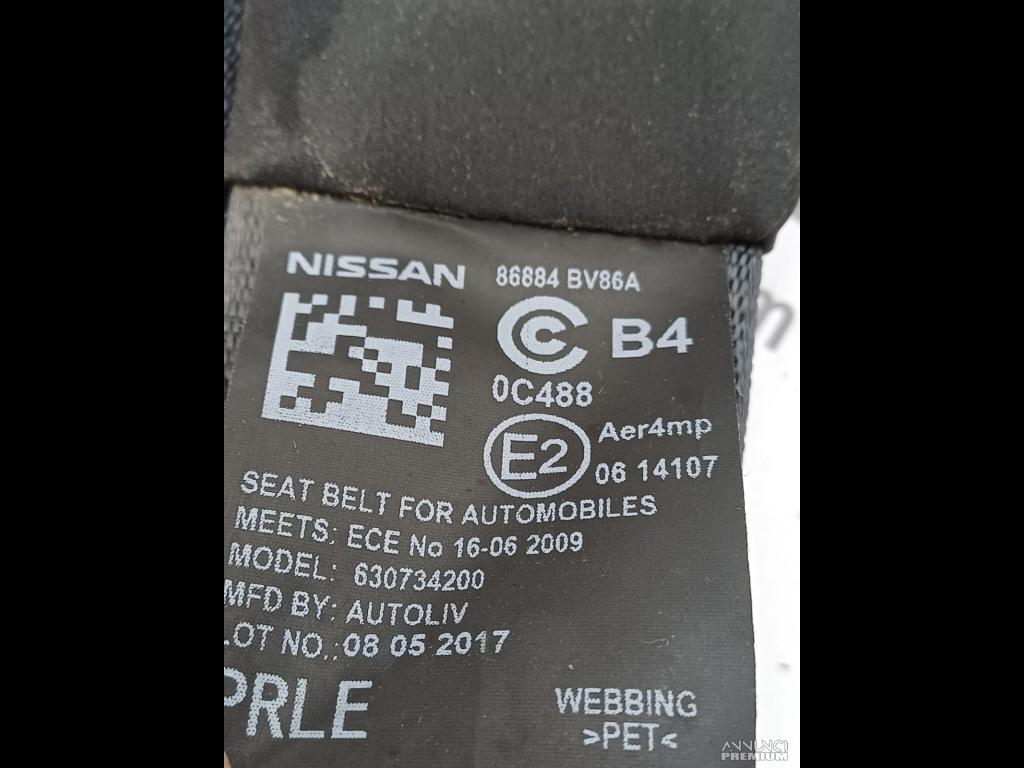 NISSAN 86884 BV86A
C B4
0C488
E2 Aer4mp
06 14107
SEAT BELT FOR AUTOMOBILES
MEETS: ECE No 16-06 2009
MODEL: 630734200
MFD BY: AUTOLIV
LOT NO.: 08 05 2017
PRLE
WEBBING
>PET<
ANNUNCI
PREMIUM